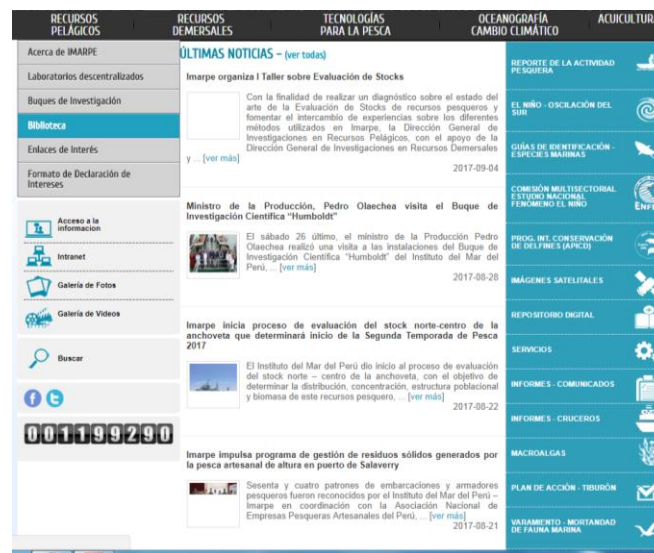 RECURSOS
PELÁGICOS
RECURSOS
DEMERSALES
TECNOLOGÍAS
PARA LA PESCA
OCEANOGRAFÍA
CAMBIO CLIMÁTICO
ACUICULTURA
Acerca de IMARPE
Laboratorios descentralizados
Buques de Investigación
Biblioteca
Enlaces de Interés
Formato de Declaración de
Intereses
Acceso a la
informacion
Intranet
Galería de Fotos
Galería de Videos
Buscar
001199290
ÚLTIMAS NOTICIAS – (ver todas)
Imarpe organiza I Taller sobre Evaluación de Stocks
Con la finalidad de realizar un diagnóstico sobre el estado del
arte de la Evaluación de Stocks de recursos pesqueros y
fomentar el intercambio de experiencias sobre los diferentes
métodos utilizados en Imarpe, la Dirección General de
Investigaciones en Recursos Pelágicos, con el apoyo de la
Dirección General de Investigaciones en Recursos Demersales
y ... [ver más]
2017-09-04
Ministro de la Producción, Pedro Olaechea visita el Buque de
Investigación Científica “Humboldt”
El sábado 26 último, el ministro de la Producción Pedro
Olaechea realizó una visita a las instalaciones del Buque de
Investigación Científica “Humboldt” del Instituto del Mar del
Perú, ... [ver más]
2017-08-28
Imarpe inicia proceso de evaluación del stock norte-centro de la
anchoveta que determinará inicio de la Segunda Temporada de Pesca
2017
El Instituto del Mar del Perú dio inicio al proceso de evaluación
del stock norte – centro de la anchoveta, con el objetivo de
determinar la distribución, concentración, estructura poblacional
y biomasa de este recursos pesquero, ... [ver más]
2017-08-22
Imarpe impulsa programa de gestión de residuos sólidos generados por
la pesca artesanal de altura en puerto de Salaverry
Sesenta y cuatro patrones de embarcaciones y armadores
pesqueros fueron reconocidos por el Instituto del Mar del Perú –
Imarpe en coordinación con la Asociación Nacional de
Empresas Pesqueras Artesanales del Perú, ... [ver más]
2017-08-21
REPORTE DE LA ACTIVIDAD
PESQUERA
EL NIÑO - OSCILACIÓN DEL
SUR
GUÍAS DE IDENTIFICACIÓN -
ESPECIES MARINAS
COMISIÓN MULTISECTORIAL
ESTUDIO NACIONAL
FENÓMENO EL NIÑO
ENF
PROG. INT. CONSERVACIÓN
DE DELFINES (APICD)
IMÁGENES SATELITALES
REPOSITORIO DIGITAL
SERVICIOS
INFORMES - COMUNICADOS
INFORMES - CRUCEROS
MACROALGAS
PLAN DE ACCIÓN - TIBURÓN
VARAMIENTO - MORTANDAD
DE FAUNA MARINA